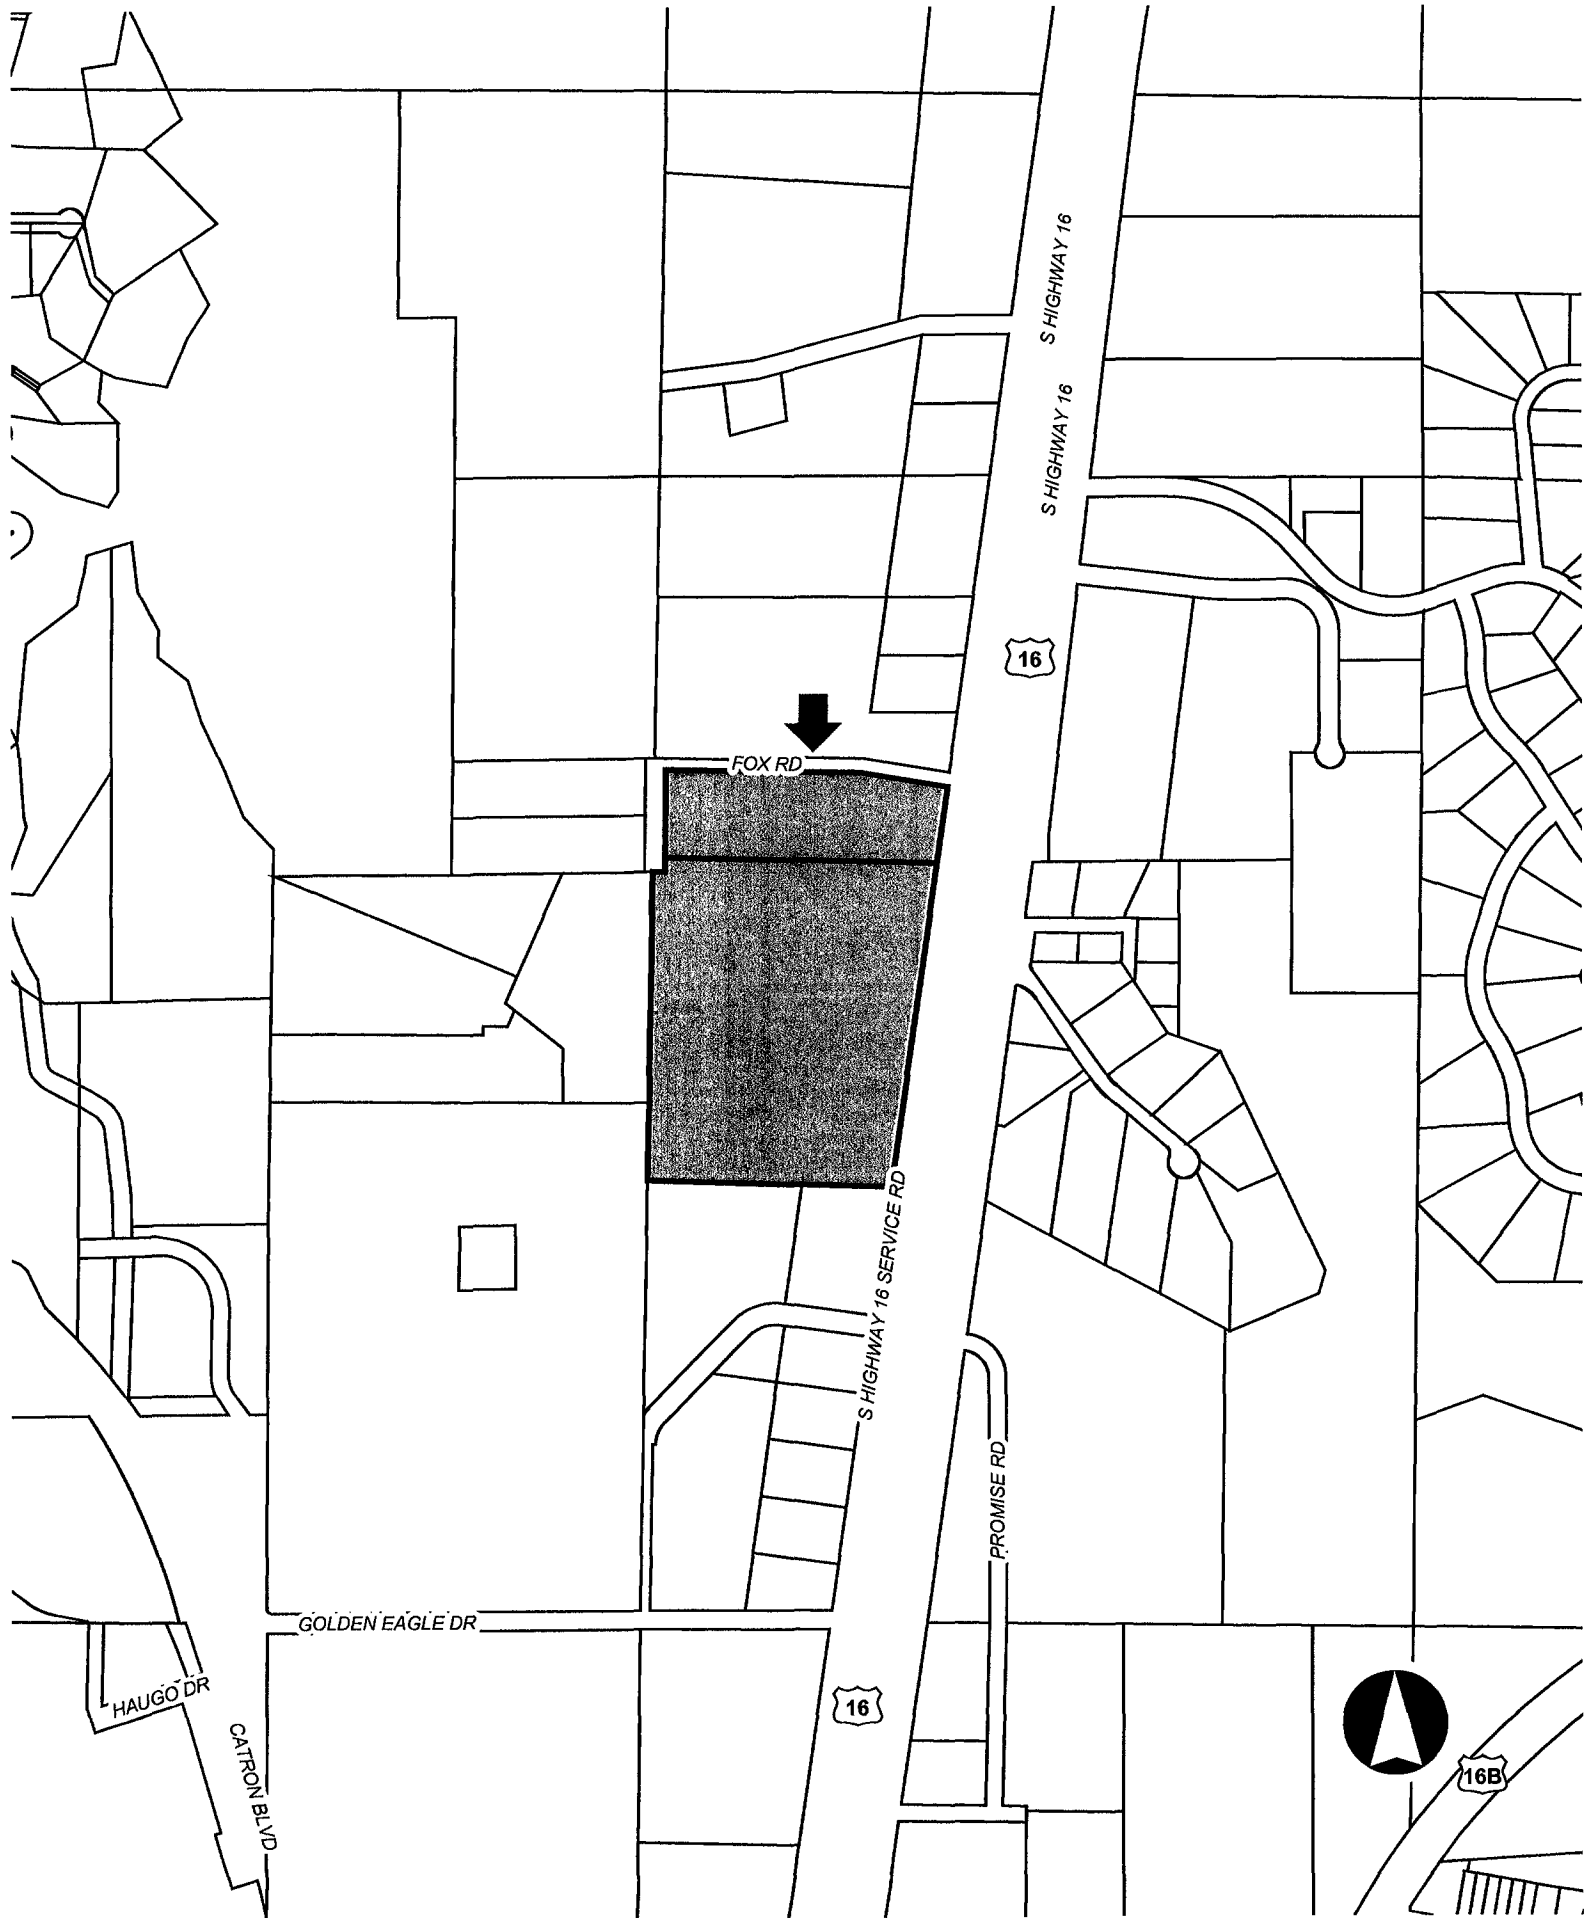 S HIGHWAY 16
S HIGHWAY 16
16
FOX RD
S HIGHWAY 16 SERVICE RD
PROMISE RD
GOLDEN EAGLE DR
HAUGO DR
CATRON BLVD
16
16B